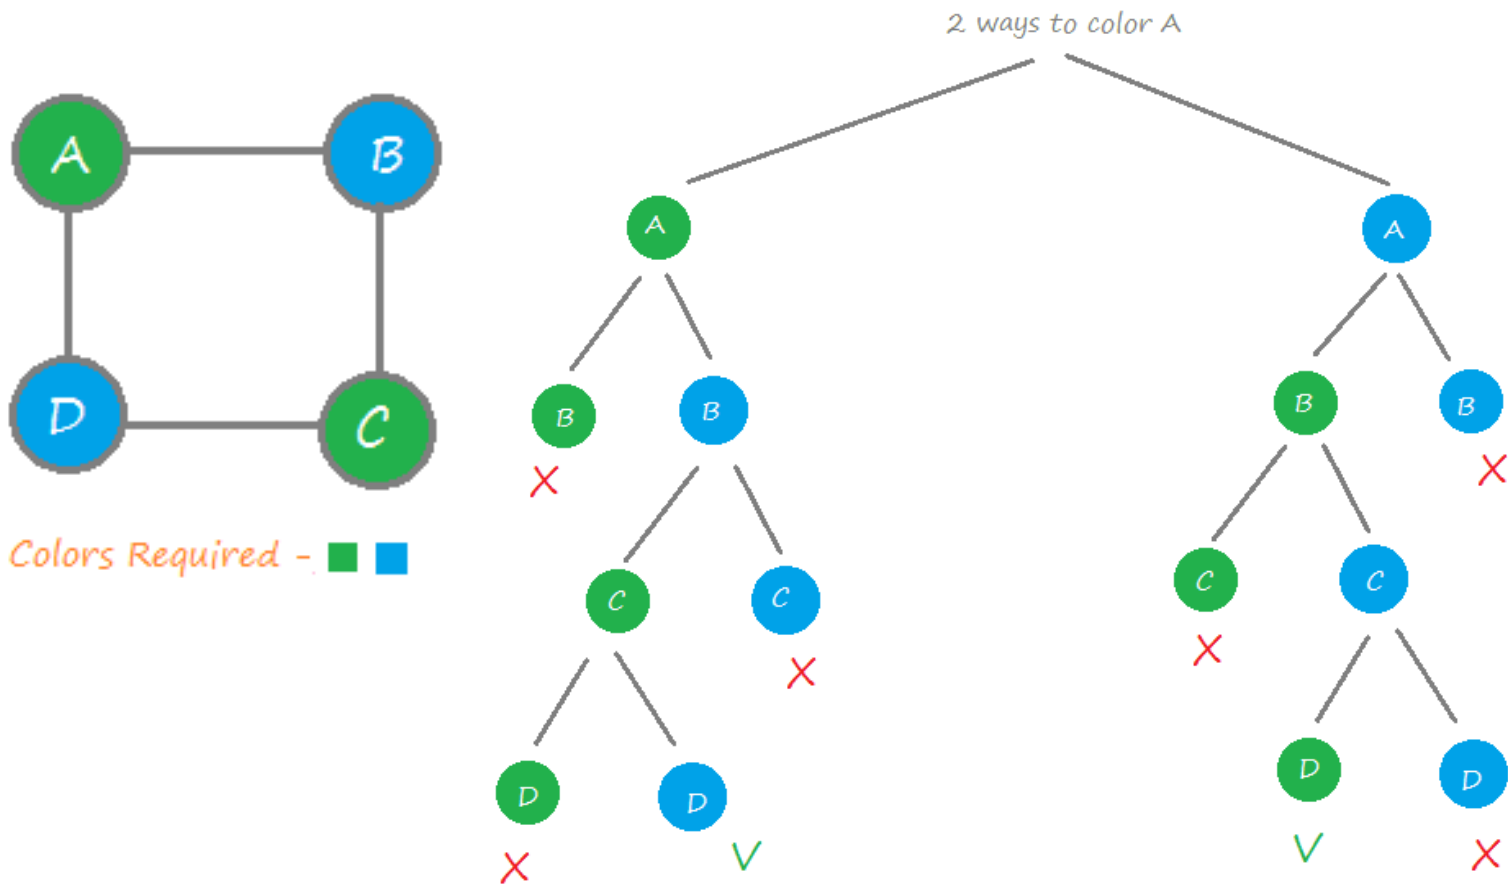 2 ways to color A
A B
D C
Colors Required -
A A
B B B B
C C C C
X X
X X
D D D D
X V V X